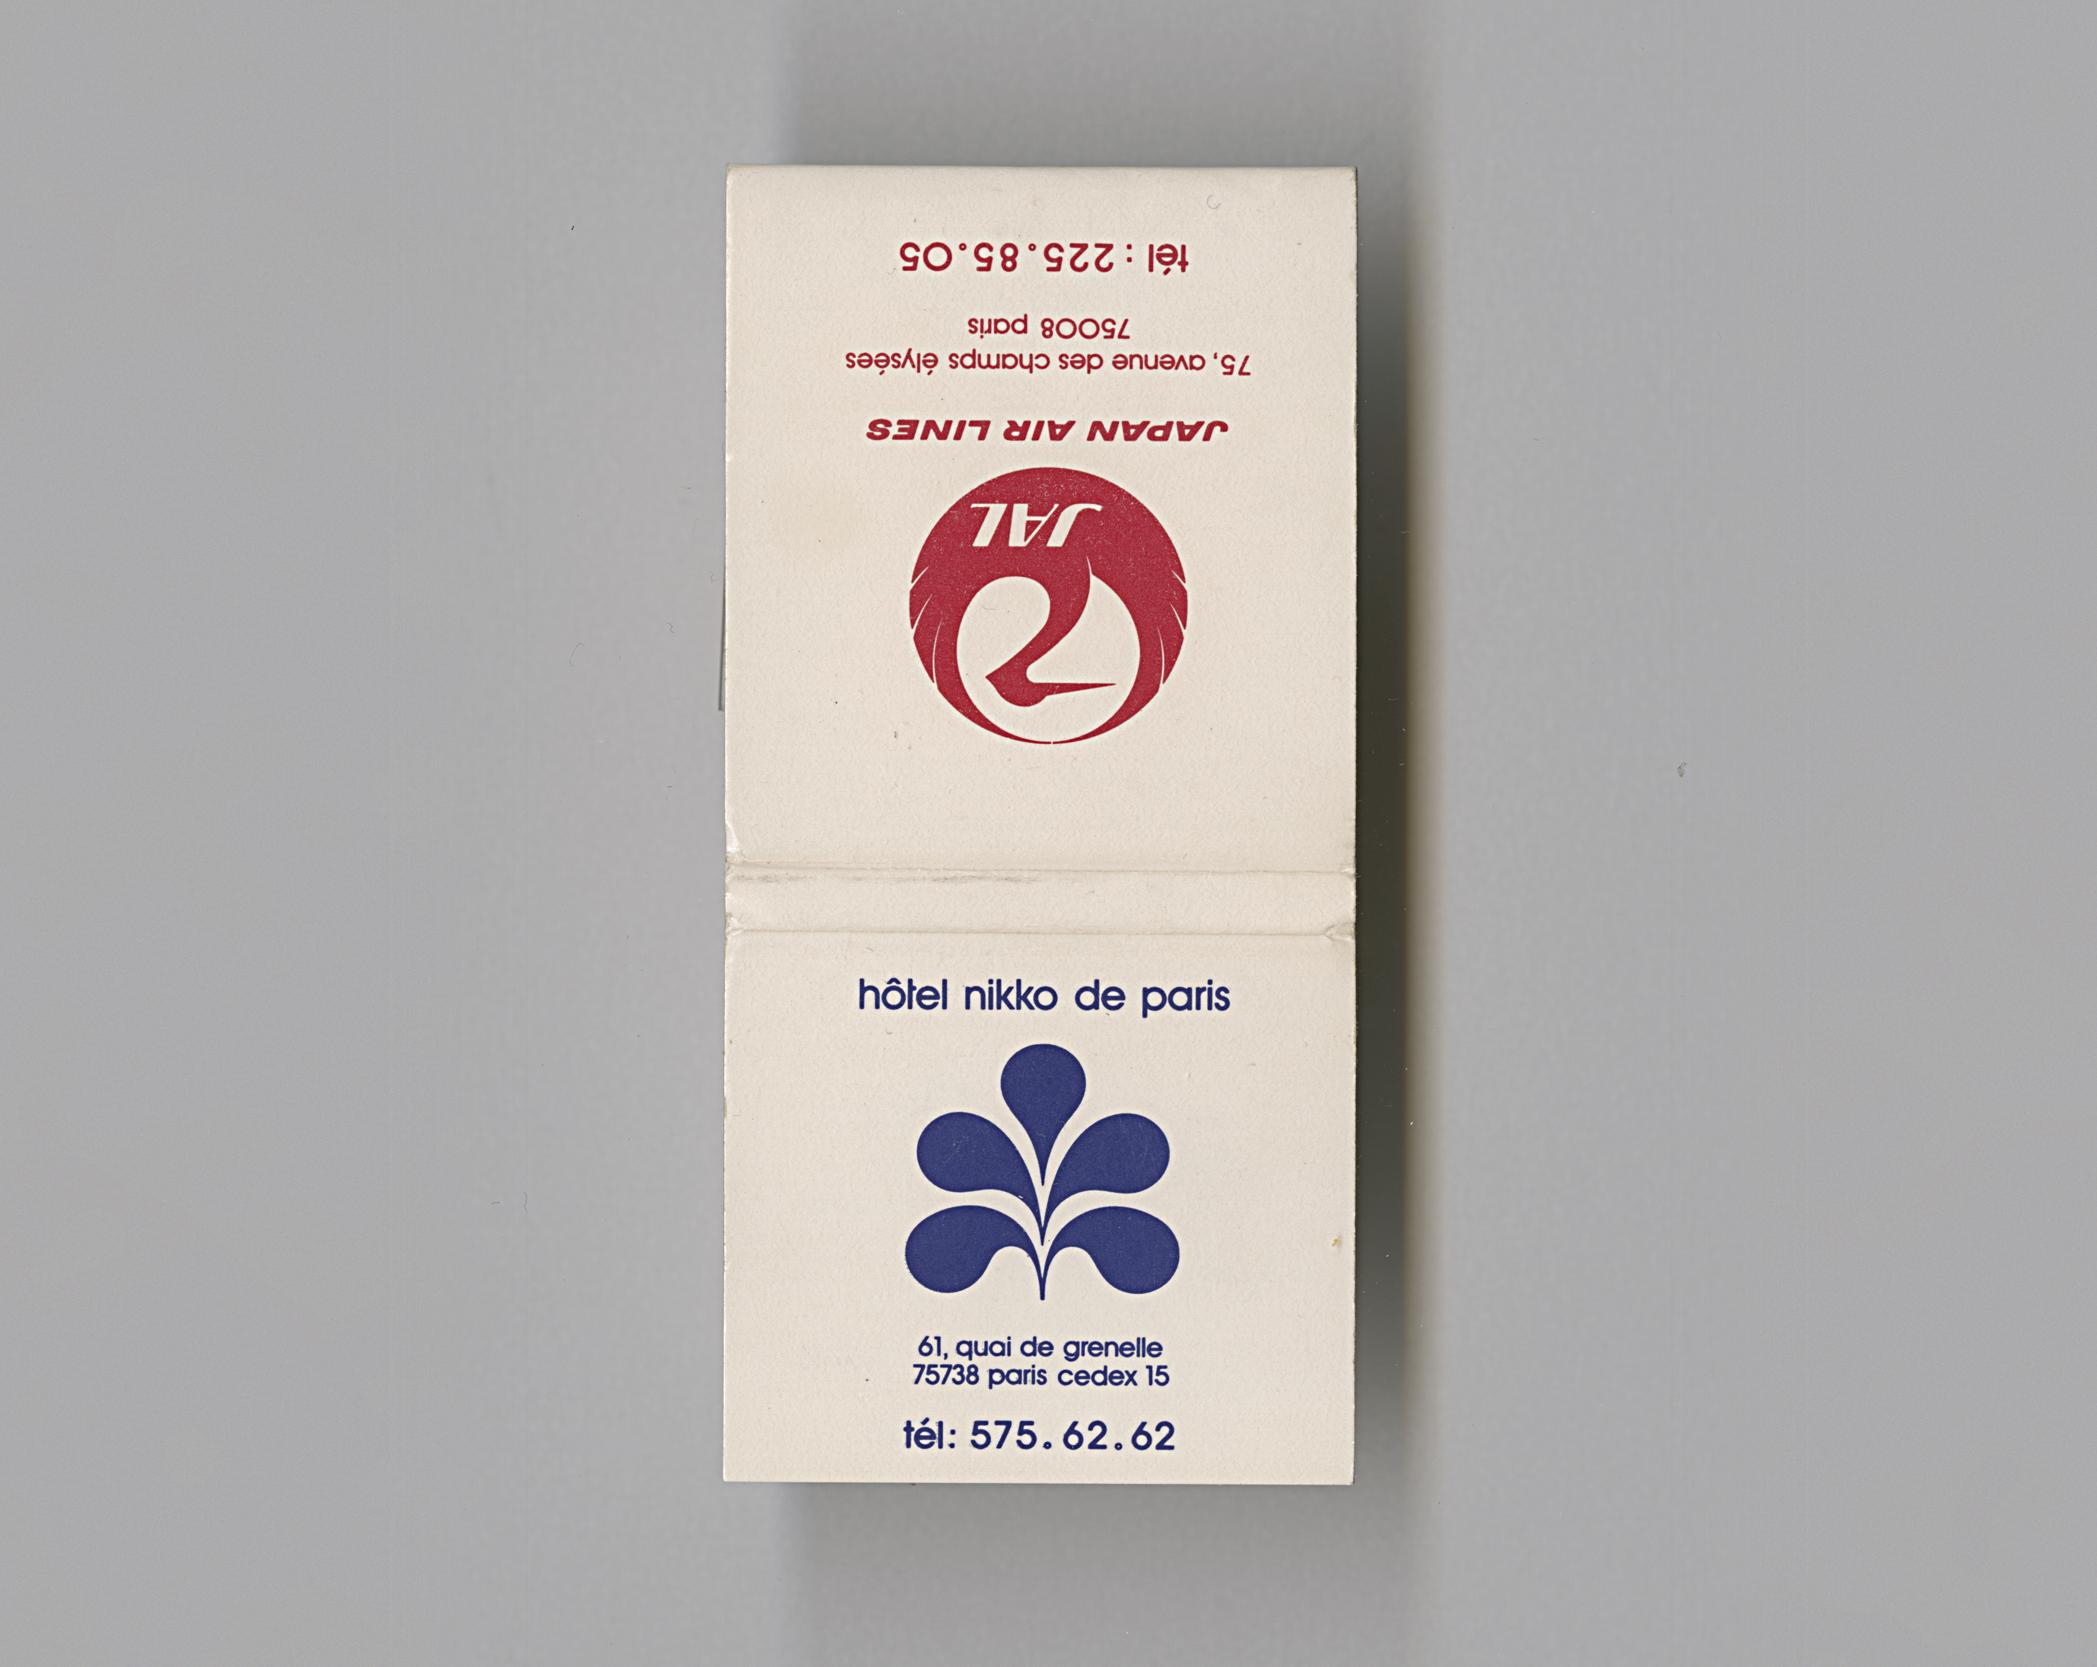 tél : 225.85.05
75008 paris
75, avenue des champs élysées
JAPAN AIR LINES
JAL
hôtel nikko de paris
61, quai de grenelle
75738 paris cedex 15
tél: 575.62.62